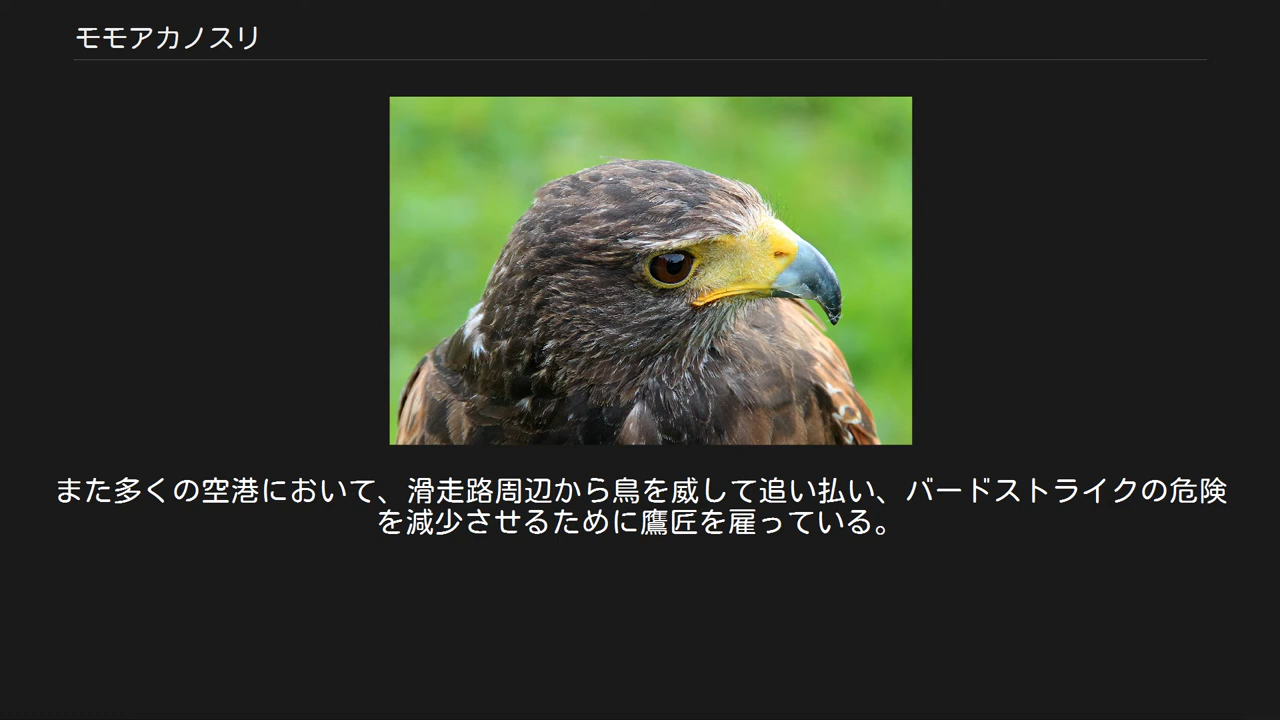 モモアカノスリ
また多くの空港において、滑走路周辺から鳥を威して追い払い、バードストライクの危険
を減少させるために鷹匠を雇っている。